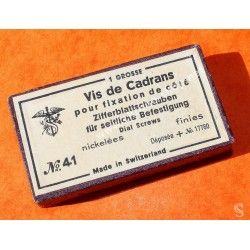 1 GROSSE
Vis de Cadrans
pour fixation de côté
Zifferblattschrauben
für seitliche Befestigung
Dial Screws
nickelées finies
Déposée + No 17780
No. 41 Made in Switzerland